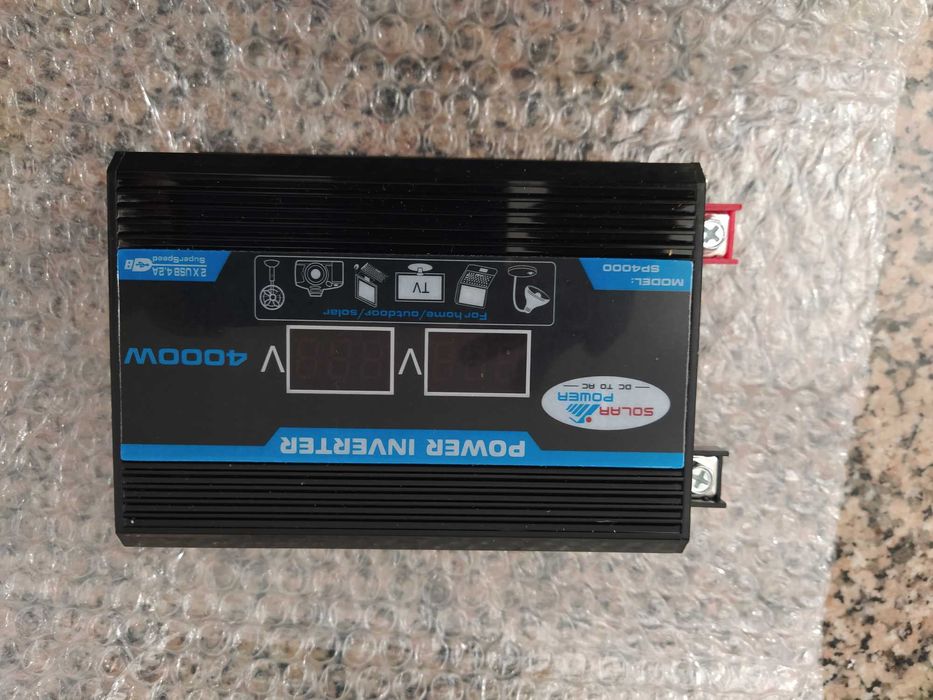 POWER INVERTER
SOLAR
POWER
DC TO AC
V
V
4000W
For home/outdoor/solar
TV
MODEL:
SP4000
2 X USB 4.2A
SuperSpeed